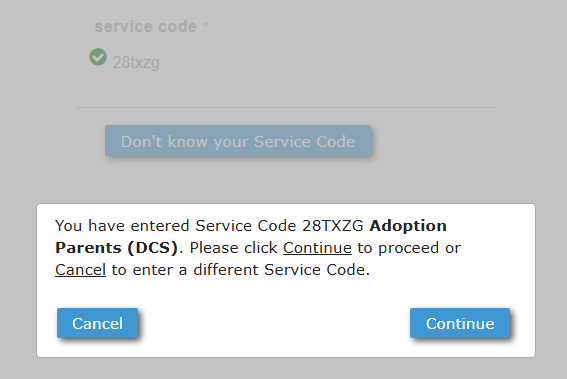 service code *
28txzg
Don't know your Service Code
You have entered Service Code 28TXZG Adoption
Parents (DCS). Please click Continue to proceed or
Cancel to enter a different Service Code.
Cancel
Continue